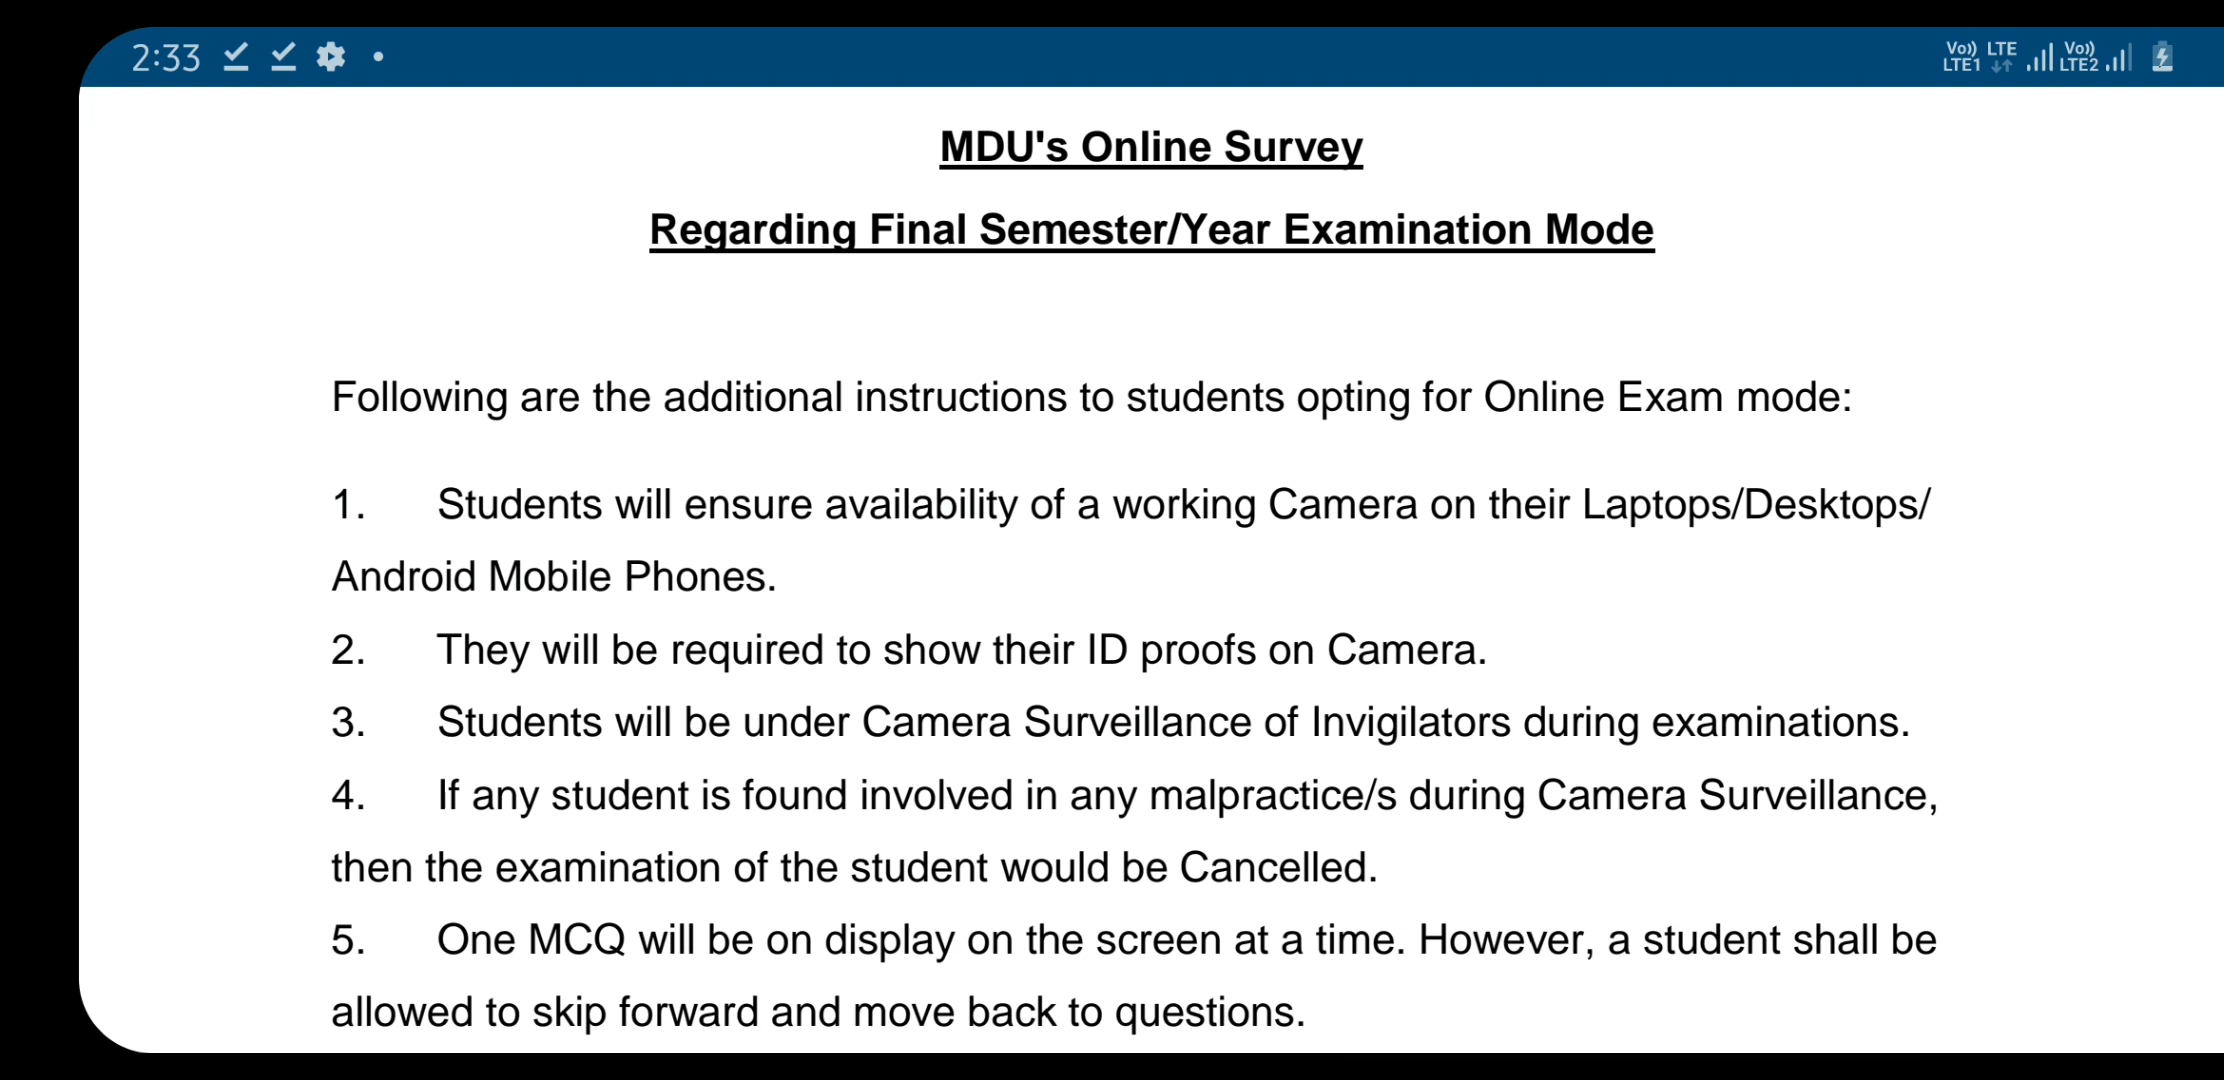 2:33
Vo)) LTE Vo))
LTE1 LTE2
MDU's Online Survey
Regarding Final Semester/Year Examination Mode
Following are the additional instructions to students opting for Online Exam mode:
1. Students will ensure availability of a working Camera on their Laptops/Desktops/
Android Mobile Phones.
2. They will be required to show their ID proofs on Camera.
3. Students will be under Camera Surveillance of Invigilators during examinations.
4. If any student is found involved in any malpractice/s during Camera Surveillance,
then the examination of the student would be Cancelled.
5. One MCQ will be on display on the screen at a time. However, a student shall be
allowed to skip forward and move back to questions.